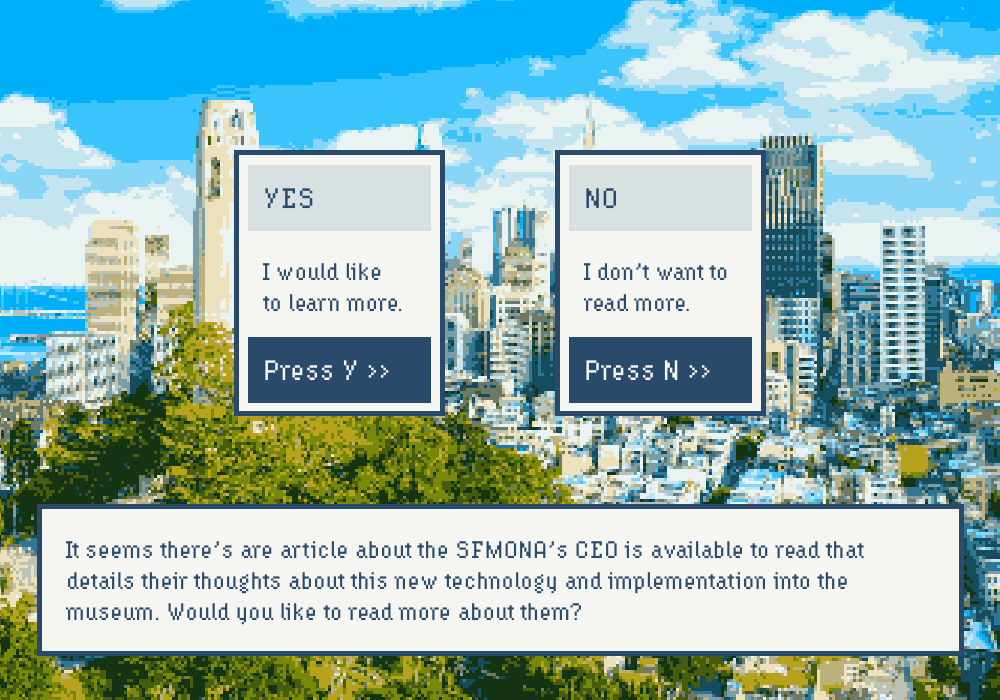 YES
I would like
to learn more.
Press Y >>
NO
I don't want to
read more.
Press N >>
It seems there's are article about the SFMONA's CEO is available to read that
details their thoughts about this new technology and implementation into the
museum. Would you like to read more about them?